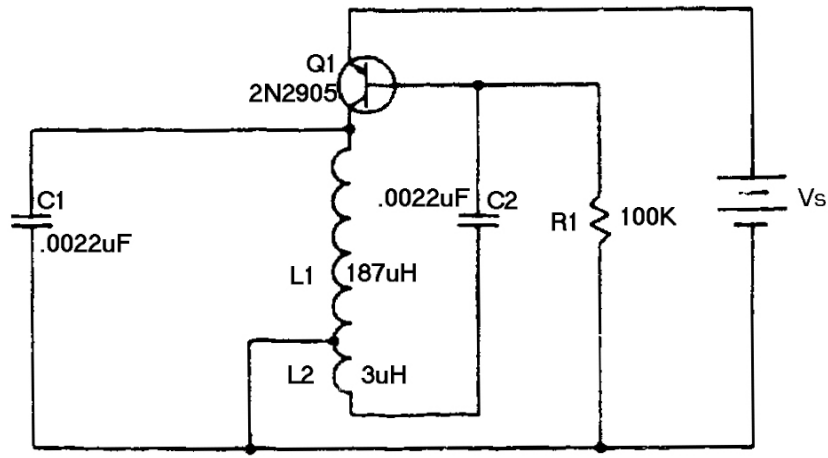 Q1
2N2905
C1
.0022uF
.0022uF C2
R1 100K
Vs
L1 187uH
L2 3uH